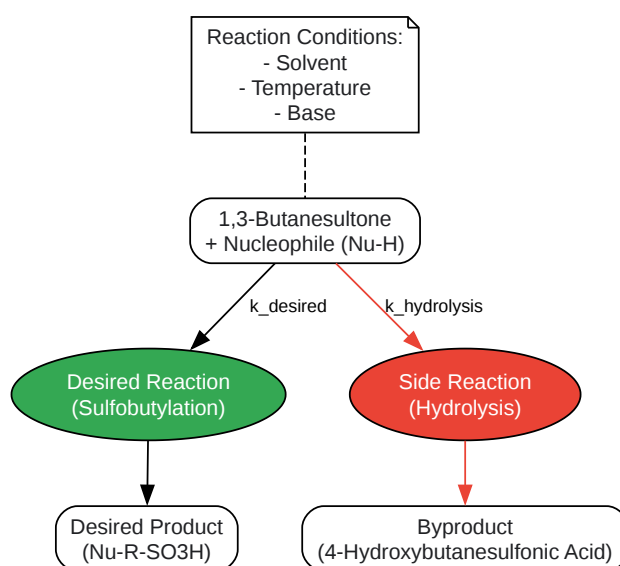 Reaction Conditions:
- Solvent
- Temperature
- Base
1,3-Butanesultone
+ Nucleophile (Nu-H)
k_desired
k_hydrolysis
Desired Reaction
(Sulfobutylation)
Side Reaction
(Hydrolysis)
Desired Product
(Nu-R-SO3H)
Byproduct
(4-Hydroxybutanesulfonic Acid)